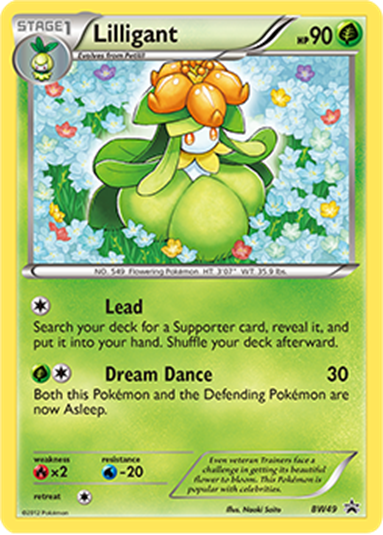 STAGE1
Lilligant
HP90
Evolves from Petilil
NO. 549 Flowering Pokémon HT. 3'07" WT. 35.9 lbs.
Lead
Search your deck for a Supporter card, reveal it, and
put it into your hand. Shuffle your deck afterward.
Dream Dance 30
Both this Pokémon and the Defending Pokémon are
now Asleep.
weakness resistance
×2 -20
retreat
Even veteran Trainers face a
challenge in getting its beautiful
flower to bloom. This Pokémon is
popular with celebrities.
©2012 Pokémon Illus. Naoki Saito BW49